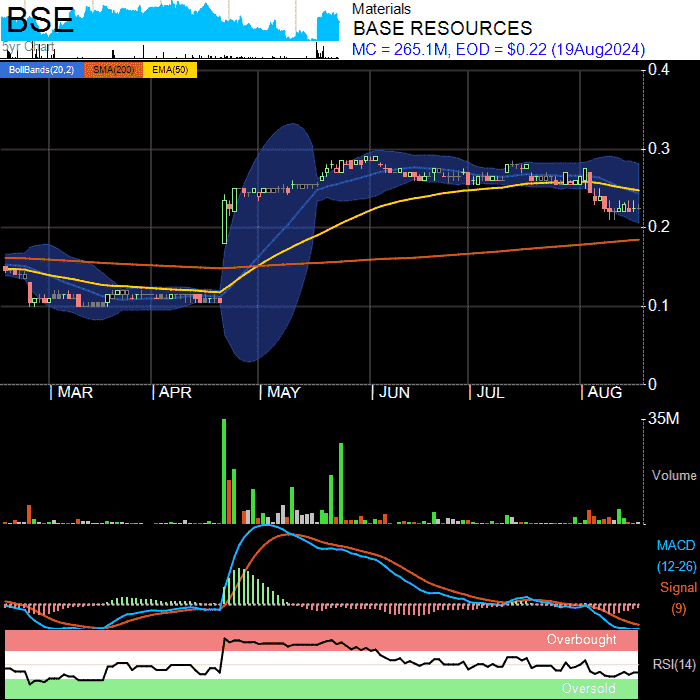 BSE
5yr Chart
Materials
BASE RESOURCES
MC = 265.1M, EOD = $0.22 (19Aug2024)
BollBands(20,2) SMA(200) EMA(50)
0.4
0.3
0.2
0.1
0
MAR APR MAY JUN JUL AUG
35M
Volume
MACD
(12-26)
Signal
(9)
Overbought
RSI(14)
Oversold